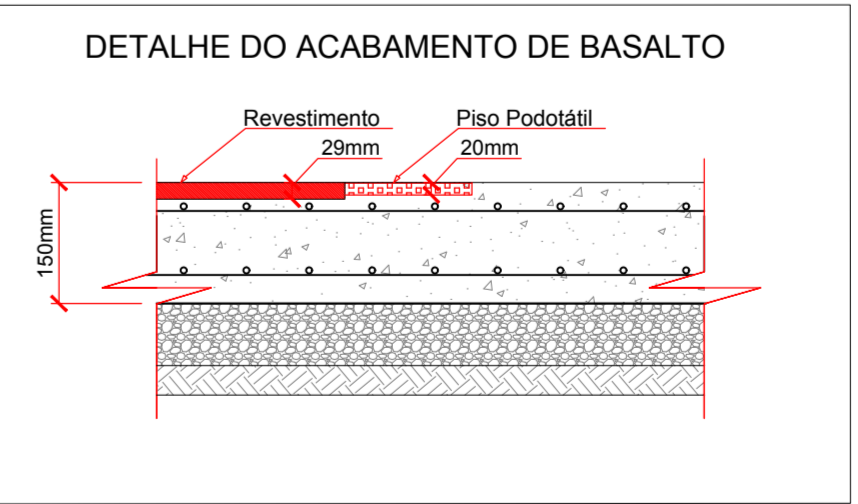 DETALHE DO ACABAMENTO DE BASALTO
Revestimento
Piso Podotátil
29mm
20mm
150mm